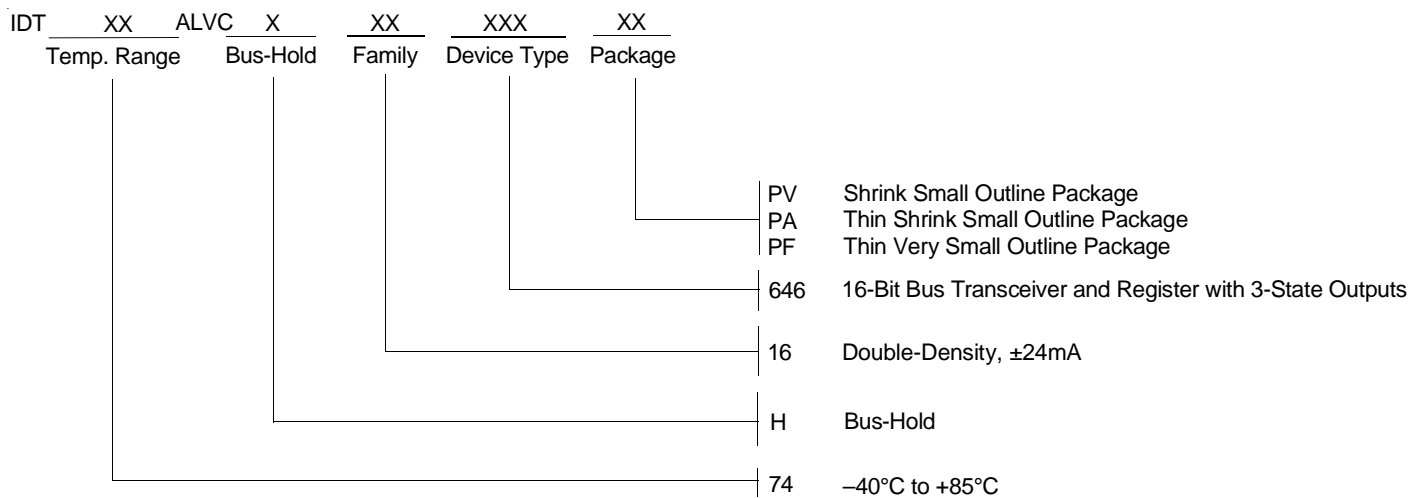 IDT XX ALVC X XX XXX XX
Temp. Range Bus-Hold Family Device Type Package
PV Shrink Small Outline Package
PA Thin Shrink Small Outline Package
PF Thin Very Small Outline Package
646 16-Bit Bus Transceiver and Register with 3-State Outputs
16 Double-Density, ±24mA
H Bus-Hold
74 –40°C to +85°C